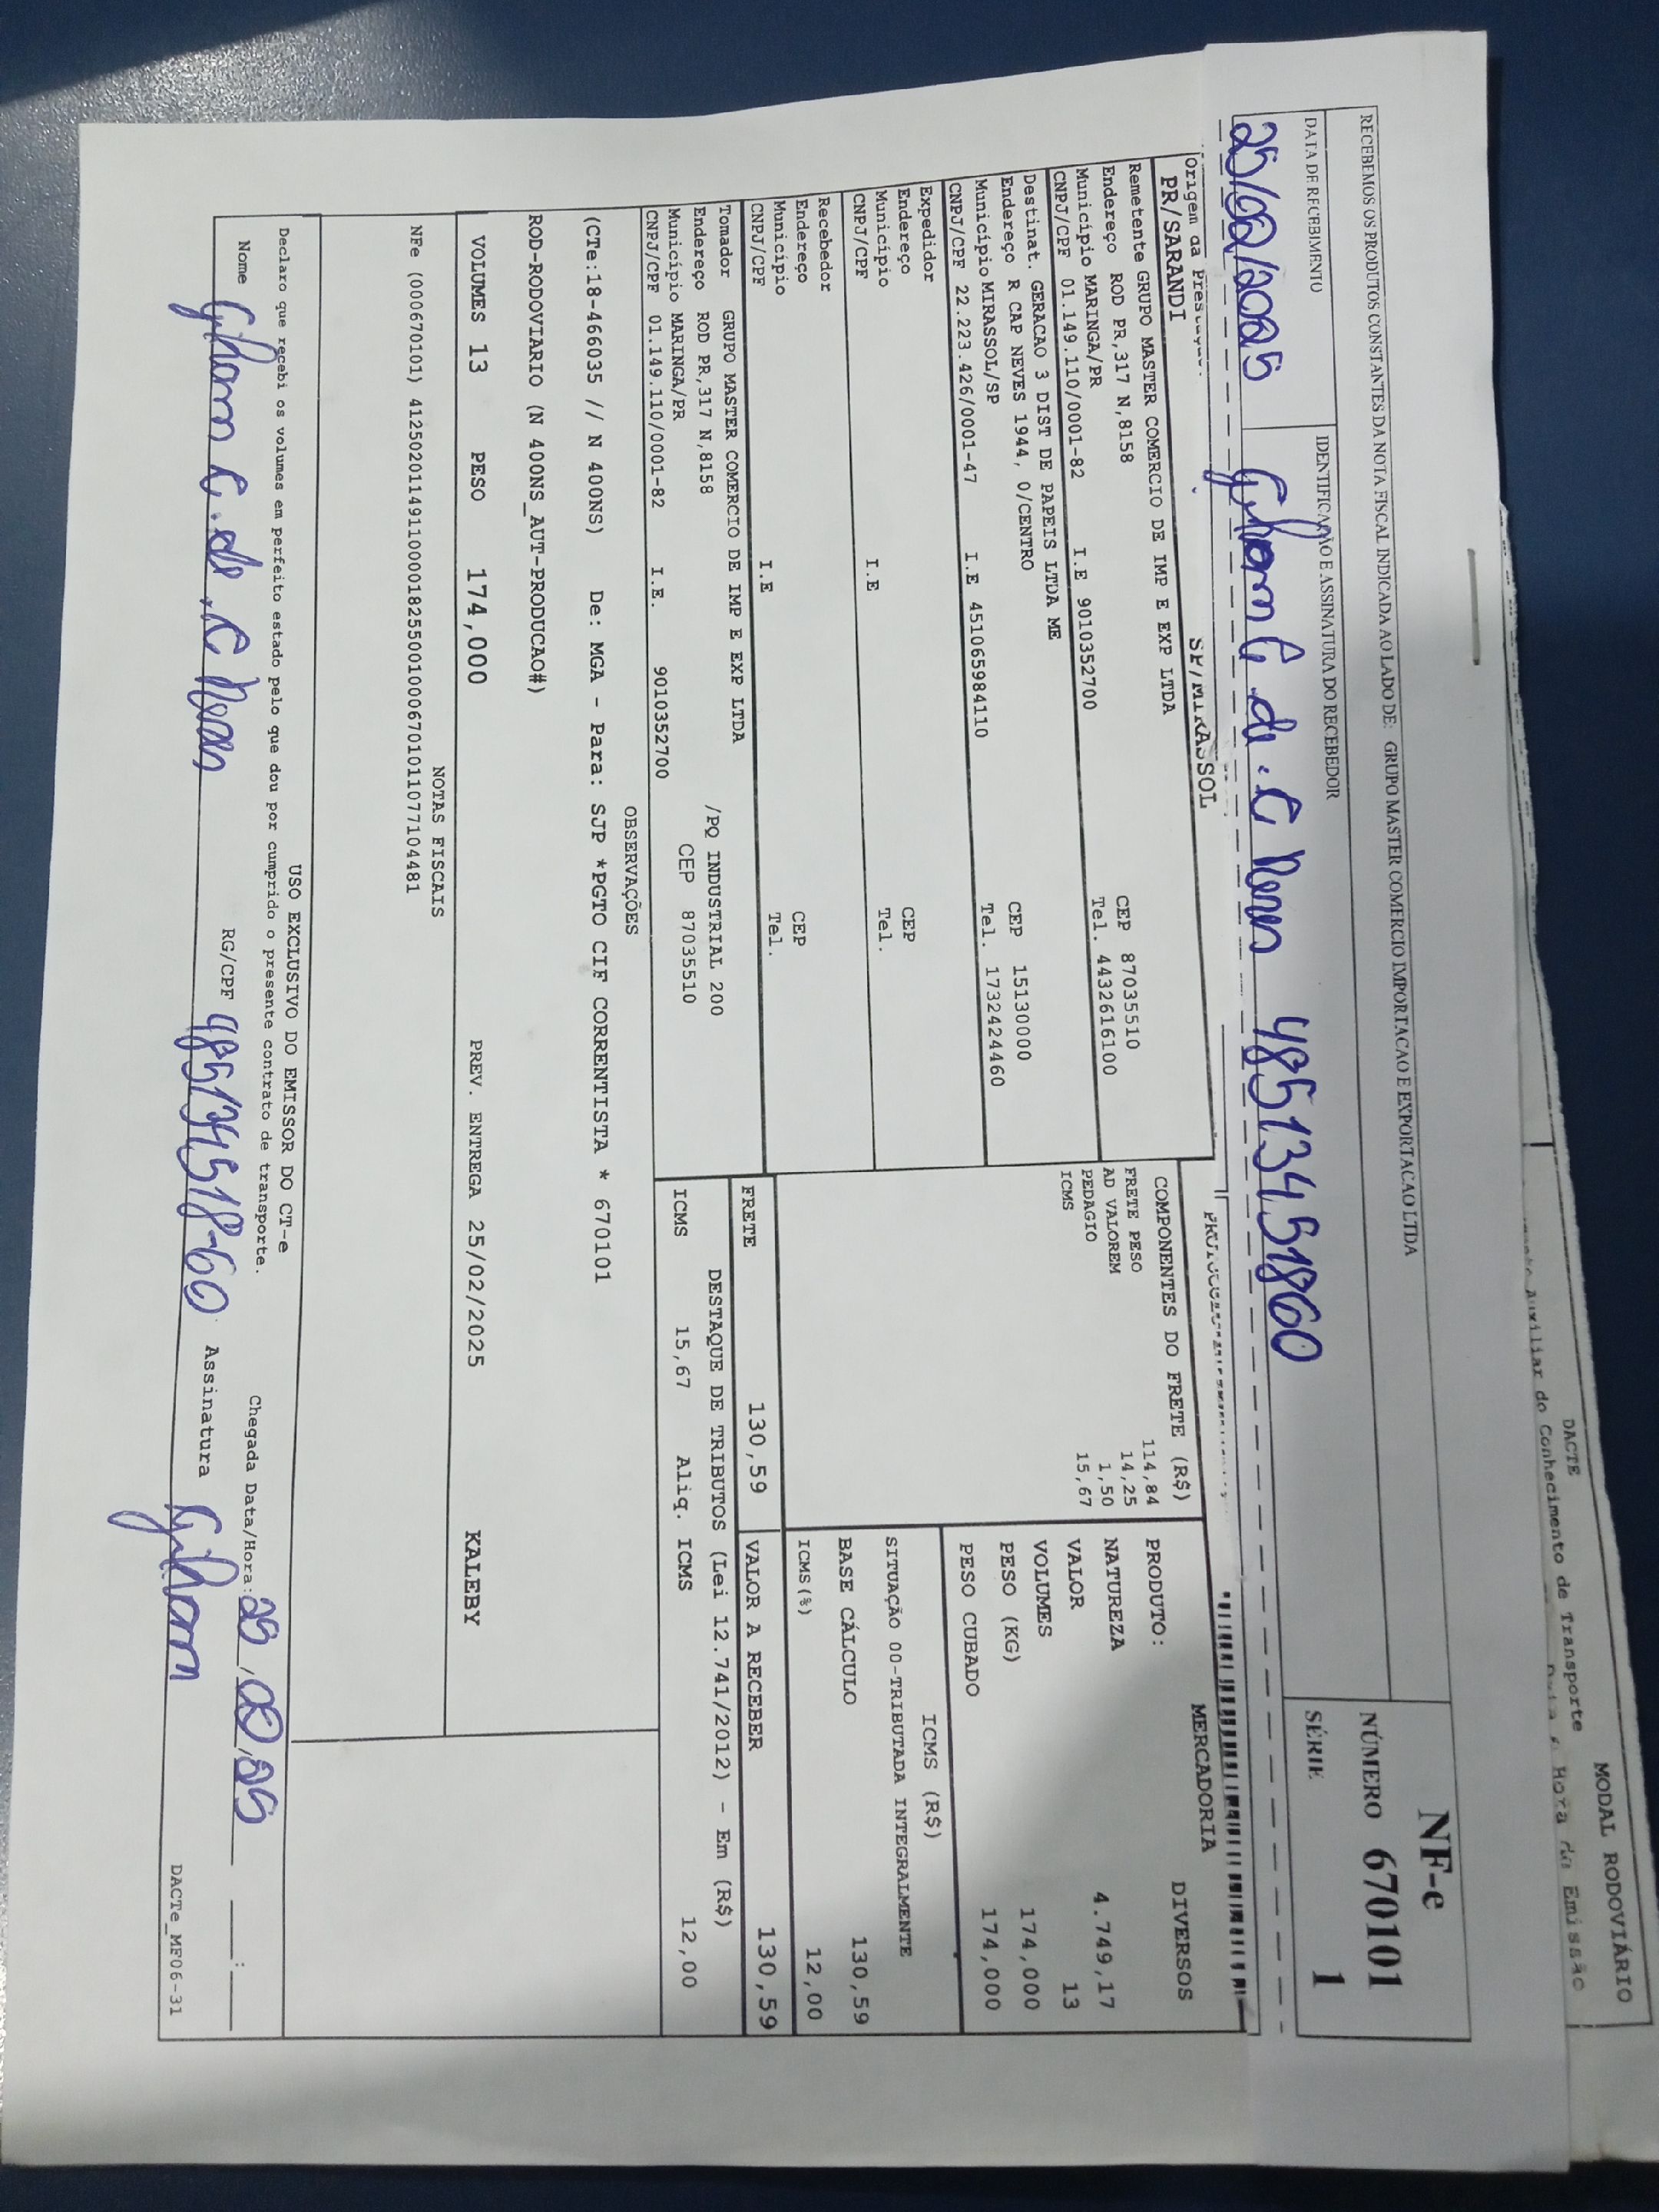 MODAL RODOVIÁRIO
DACTE
Auxiliar do Conhecimento de Transporte
Hora da Emissão
RECEBEMOS OS PRODUTOS CONSTANTES DA NOTA FISCAL INDICADA AO LADO DE: GRUPO MASTER COMERCIO IMPORTACAO E EXPORTACAO LTDA
NF-e
NÚMERO 670101
SÉRIE 1
DATA DE RECEBIMENTO IDENTIFICAÇÃO E ASSINATURA DO RECEBEDOR
25/02/2025 C. de. C 48513451860
Origem da
PR/SARANDI SP/MIRASSOL
Remetente GRUPO MASTER COMERCIO DE IMP E EXP LTDA
Endereço ROD PR,317 N,8158 CEP 87035510
Município MARINGA/PR Tel. 4432616100
CNPJ/CPF 01.149.110/0001-82 I.E 9010352700
Destinat. GERACAO 3 DIST DE PAPEIS LTDA ME
Endereço R CAP NEVES 1944, 0/CENTRO CEP 15130000
Município MIRASSOL/SP Tel. 1732424460
CNPJ/CPF 22.223.426/0001-47 I.E 451065984110
Expedidor
Endereço CEP
Município Tel.
CNPJ/CPF I.E
Recebedor
Endereço CEP
Município Tel.
CNPJ/CPF I.E
Tomador GRUPO MASTER COMERCIO DE IMP E EXP LTDA
Endereço ROD PR,317 N,8158 /PQ INDUSTRIAL 200
Município MARINGA/PR CEP 87035510
CNPJ/CPF 01.149.110/0001-82 I.E. 9010352700
COMPONENTES DO FRETE (R$)
FRETE PESO 114,84
AD VALOREM 14,25
PEDAGIO 1,50
ICMS 15,67
MERCADORIA
PRODUTO: DIVERSOS
NATUREZA
VALOR 4.749,17
VOLUMES 13
PESO (KG) 174,000
PESO CUBADO 174,000
ICMS (R$)
SITUAÇÃO 00-TRIBUTADA INTEGRALMENTE
BASE CÁLCULO 130,59
ICMS(%) 12,00
FRETE 130,59 VALOR A RECEBER 130,59
DESTAQUE DE TRIBUTOS (Lei 12.741/2012) - Em (R$)
ICMS 15,67 Aliq. ICMS 12,00
OBSERVAÇÕES
(CTe:18-466035 // N 400NS) De: MGA - Para: SJP *PGTO CIF CORRENTISTA * 670101
ROD-RODOVIARIO (N 400NS_AUT-PRODUCAO#)
VOLUMES 13 PESO 174,000 PREV. ENTREGA 25/02/2025 KALEBY
NOTAS FISCAIS
NFe (000670101) 41250201149110000182550010006701011077104481
USO EXCLUSIVO DO EMISSOR DO CT-e
Declaro que recebi os volumes em perfeito estado pelo que dou por cumprido o presente contrato de transporte.
Chegada Data/Hora: 25/02/25 __:__
Nome C. de. C RG/CPF 485134518-60 Assinatura
DACTe_MF06-31